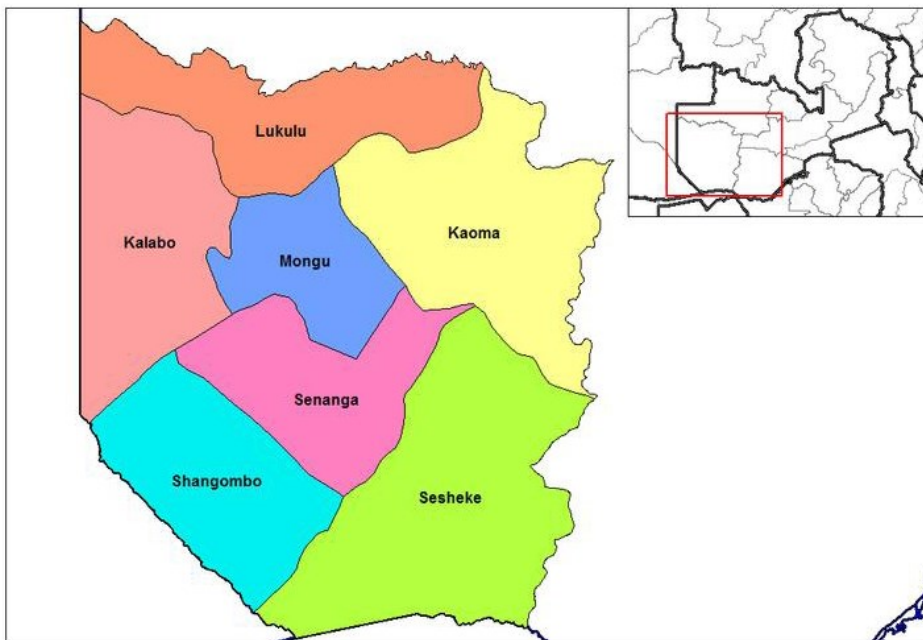 Lukulu
Kalabo
Mongu
Kaoma
Senanga
Shangombo
Sesheke